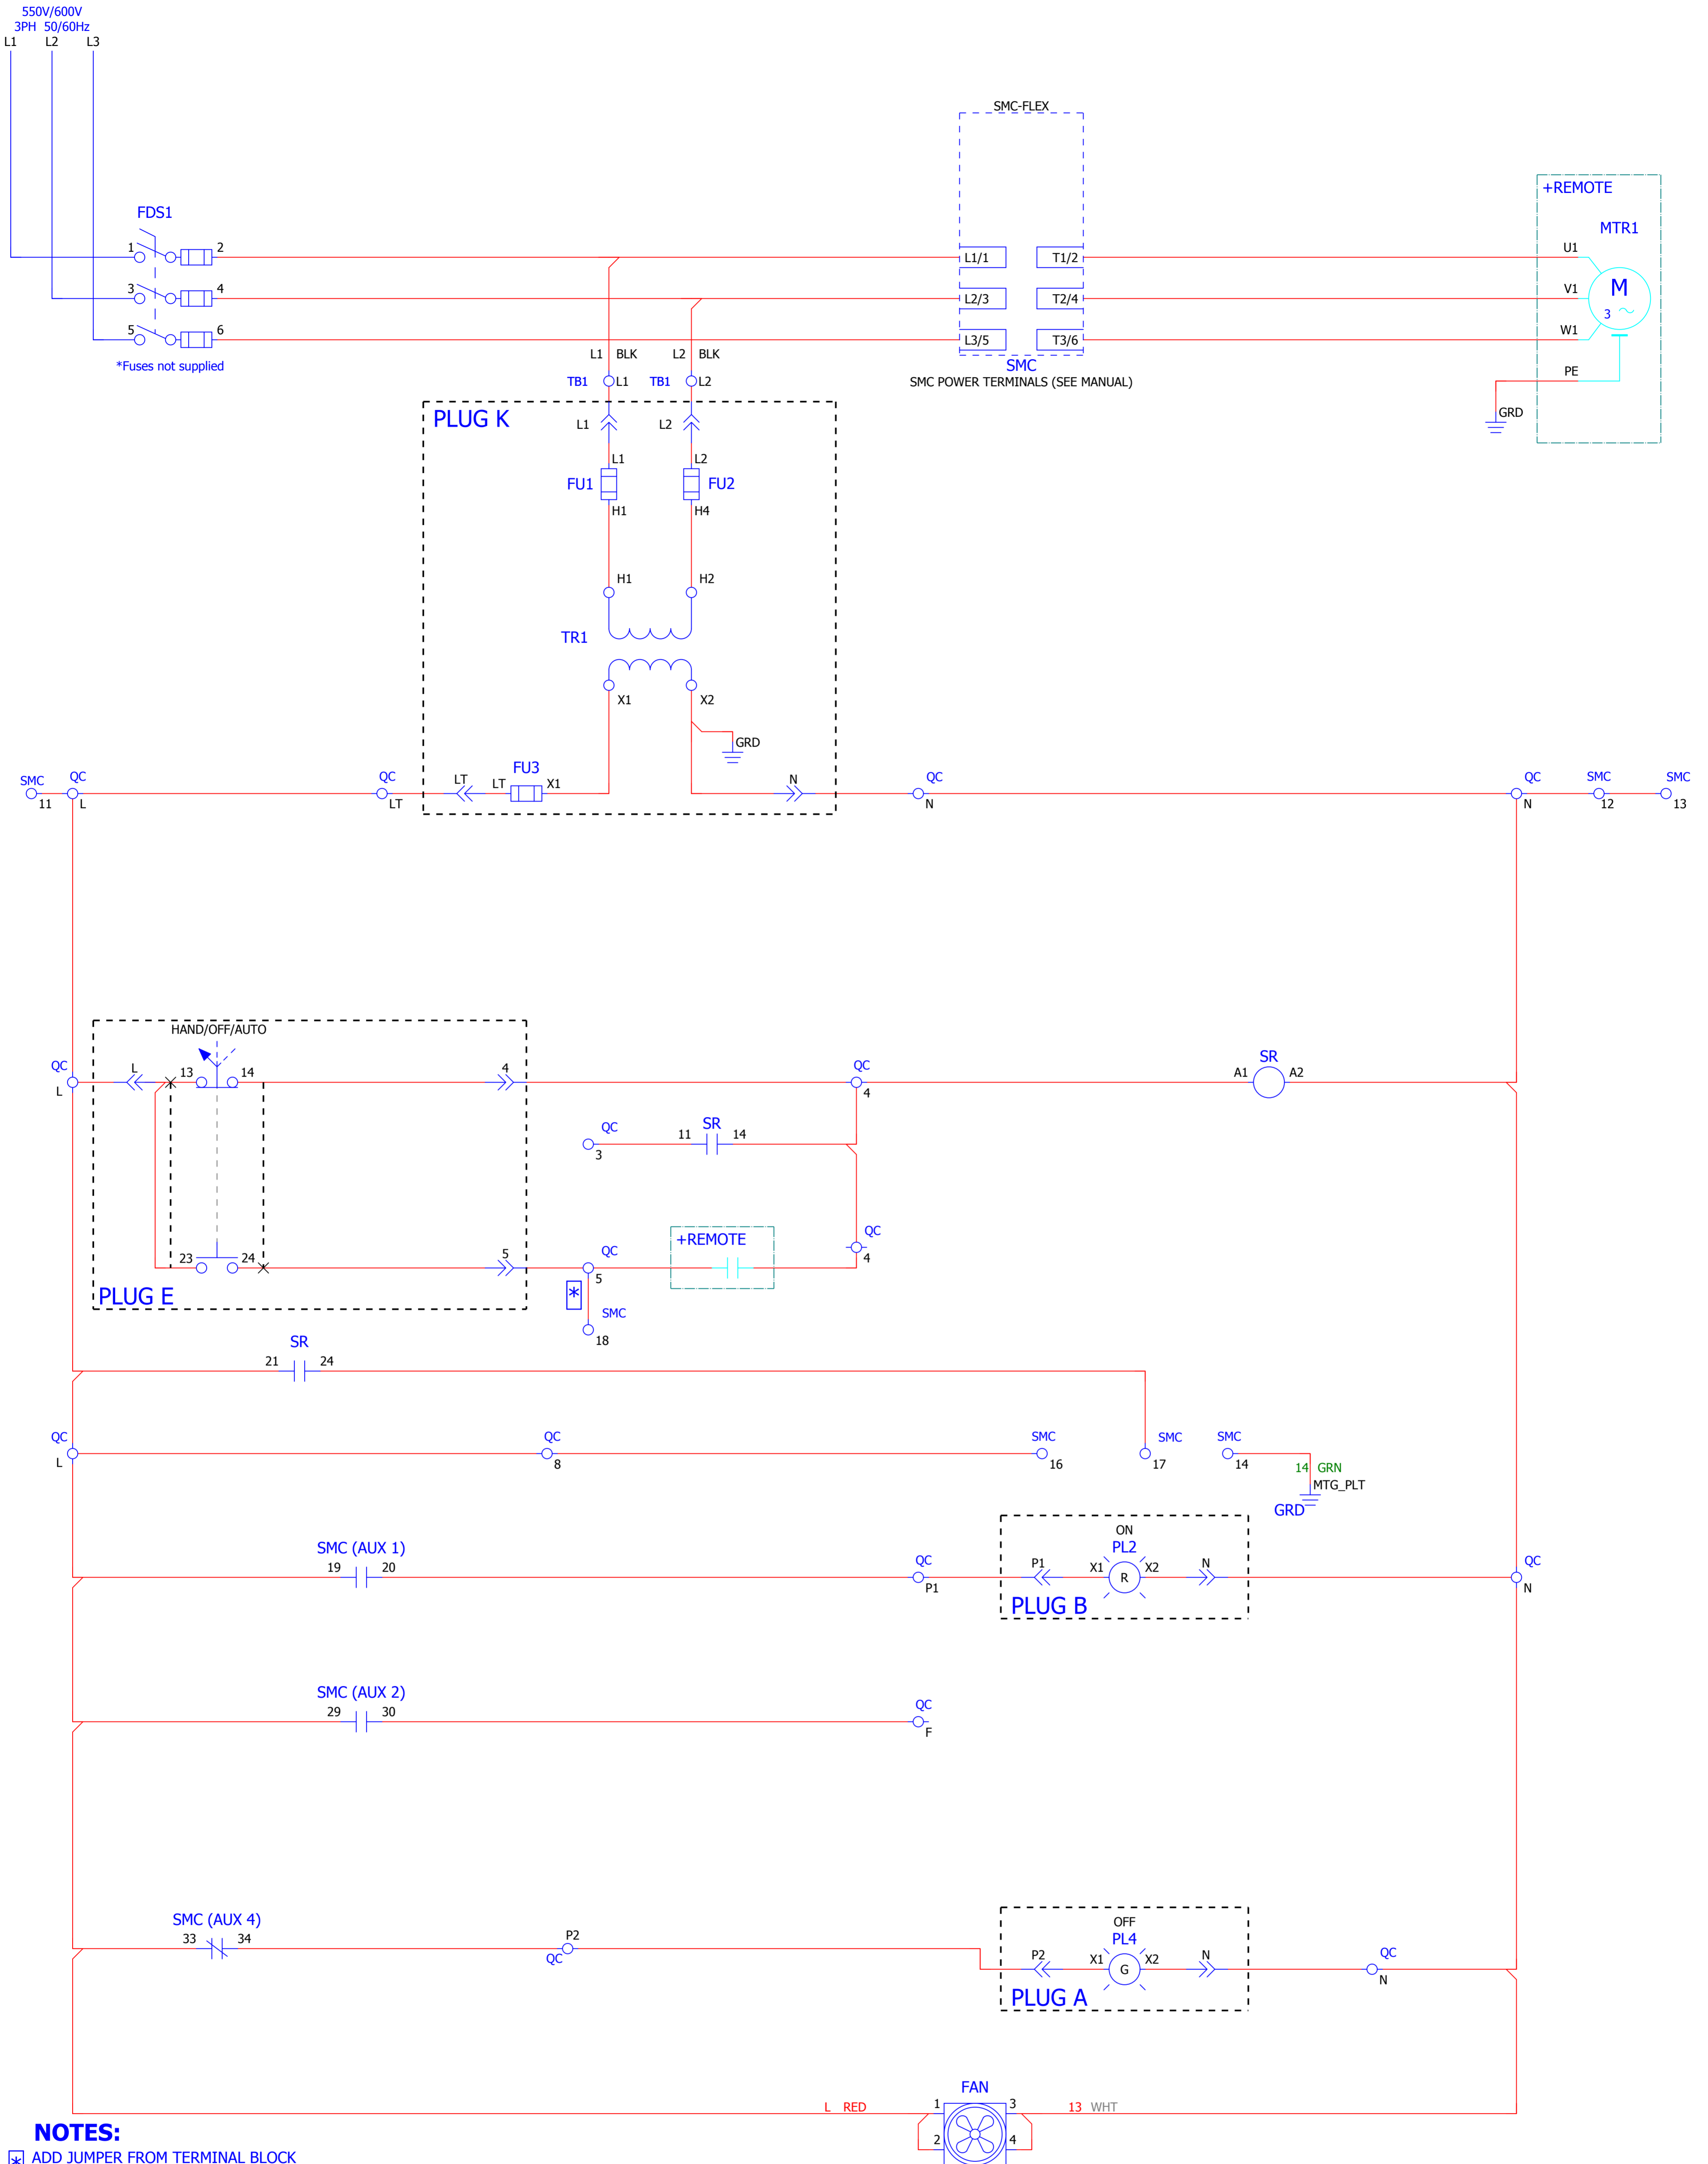 550V/600V
3PH 50/60Hz
L1 L2 L3
SMC-FLEX
+REMOTE
MTR1
FDS1
1 2
3 4
5 6
*Fuses not supplied
L1/1 T1/2
L2/3 T2/4
L3/5 T3/6
SMC
SMC POWER TERMINALS (SEE MANUAL)
U1
V1
W1
PE
M
3
GRD
L1 BLK L2 BLK
TB1 L1 TB1 L2
PLUG K
L1 L2
L1 L2
FU1 FU2
H1 H4
H1 H2
TR1
X1 X2
GRD
SMC QC QC LT LT FU3 X1 N QC QC SMC SMC
11 L LT N N 12 13
HAND/OFF/AUTO
QC L 13 14 4 QC SR
L 4 A1 A2
QC 11 SR 14
3
23 24 5 QC +REMOTE QC
5 4
PLUG E
* SMC
18
SR
21 24
QC QC SMC SMC SMC
L 8 16 17 14
14 GRN
MTG_PLT
GRD
SMC (AUX 1)
19 20
QC
P1
ON
PL2
P1 X1 R X2 N
PLUG B
QC
N
SMC (AUX 2)
29 30
QC
F
SMC (AUX 4)
33 34
P2
QC
OFF
PL4
P2 X1 G X2 N
PLUG A
QC
N
FAN
L RED 1 3 13 WHT
2 4
NOTES:
* ADD JUMPER FROM TERMINAL BLOCK